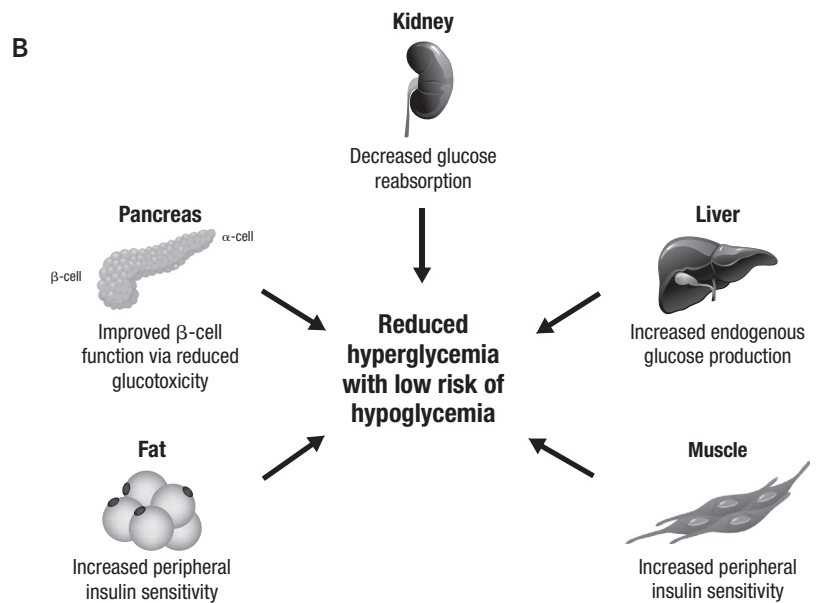 B
Kidney
Decreased glucose
reabsorption
Pancreas
α-cell
β-cell
Improved β-cell
function via reduced
glucotoxicity
Liver
Increased endogenous
glucose production
Reduced
hyperglycemia
with low risk of
hypoglycemia
Fat
Increased peripheral
insulin sensitivity
Muscle
Increased peripheral
insulin sensitivity